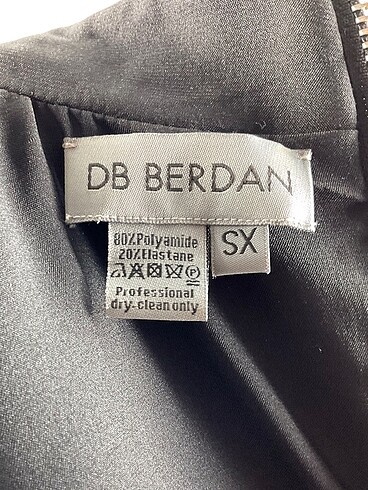 DB BERDAN
80%Polyamide
20%Elastane
Professional
dry-clean only
SX